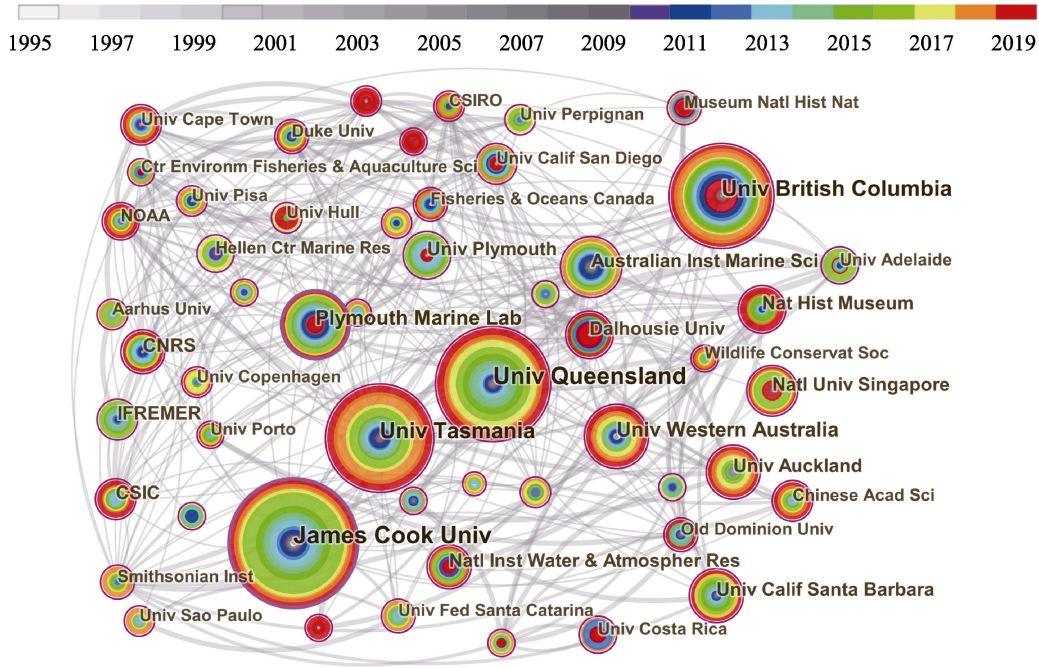 1995 1997 1999 2001 2003 2005 2007 2009 2011 2013 2015 2017 2019
CSIRO
Museum Natl Hist Nat
Univ Cape Town
Univ Perpignan
Duke Univ
Ctr Environm Fisheries & Aquaculture Sci
Univ Calif San Diego
Univ British Columbia
Univ Pisa
Fisheries & Oceans Canada
NOAA
Univ Hull
Hellen Ctr Marine Res
Univ Plymouth
Australian Inst Marine Sci
Univ Adelaide
Aarhus Univ
Plymouth Marine Lab
Nat Hist Museum
Dalhousie Univ
CNRS
Wildlife Conservat Soc
Univ Copenhagen
Univ Queensland
Natl Univ Singapore
IFREMER
Univ Porto
Univ Tasmania
Univ Western Australia
Univ Auckland
CSIC
Chinese Acad Sci
James Cook Univ
Old Dominion Univ
Natl Inst Water & Atmospher Res
Smithsonian Inst
Univ Calif Santa Barbara
Univ Sao Paulo
Univ Fed Santa Catarina
Univ Costa Rica